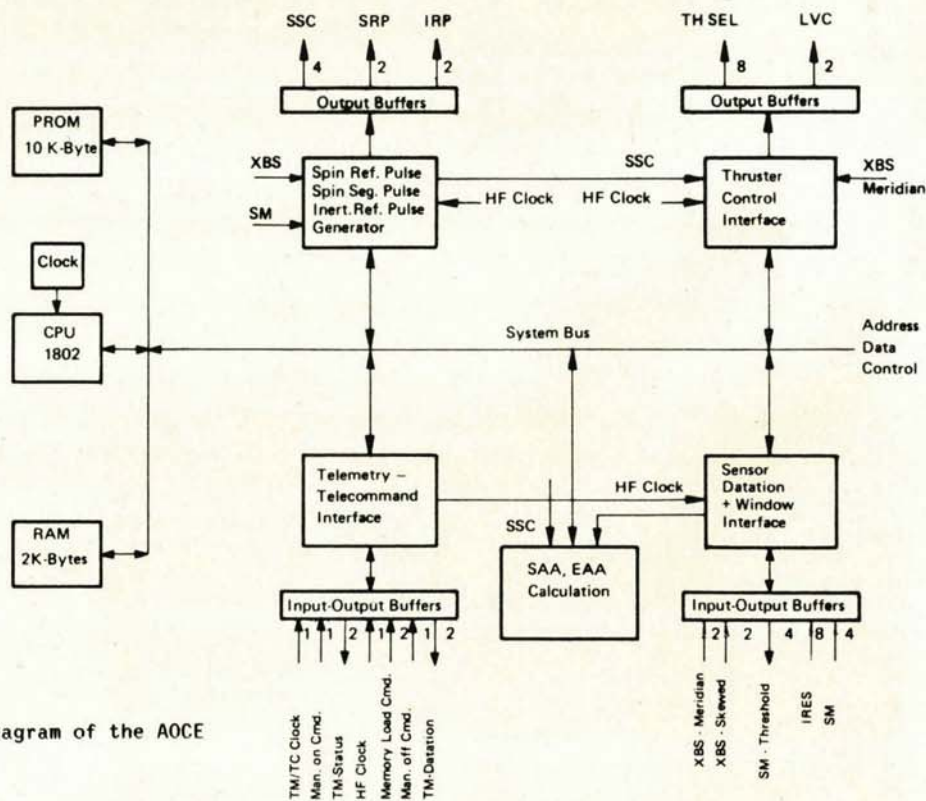 SSC SRP IRP TH SEL LVC
4 2 2 8 2
Output Buffers Output Buffers
PROM
10 K-Byte
XBS
SM
Spin Ref. Pulse
Spin Seg. Pulse
Inert. Ref. Pulse
Generator
SSC
HF Clock HF Clock
Thruster
Control
Interface
XBS
Meridian
Clock
CPU
1802
System Bus
Address
Data
Control
Telemetry –
Telecommand
Interface
HF Clock
Sensor
Datation
+ Window
Interface
RAM
2K-Bytes
SSC
SAA, EAA
Calculation
Input-Output Buffers Input-Output Buffers
1 1 2 1 2 1 2
2 2 2 4 8 4
TM/TC Clock
Man. on Cmd.
TM-Status
HF Clock
Memory Load Cmd.
Man. off Cmd.
TM-Datation
XBS - Meridian
XBS - Skewed
SM - Threshold
IRES
SM
agram of the AOCE